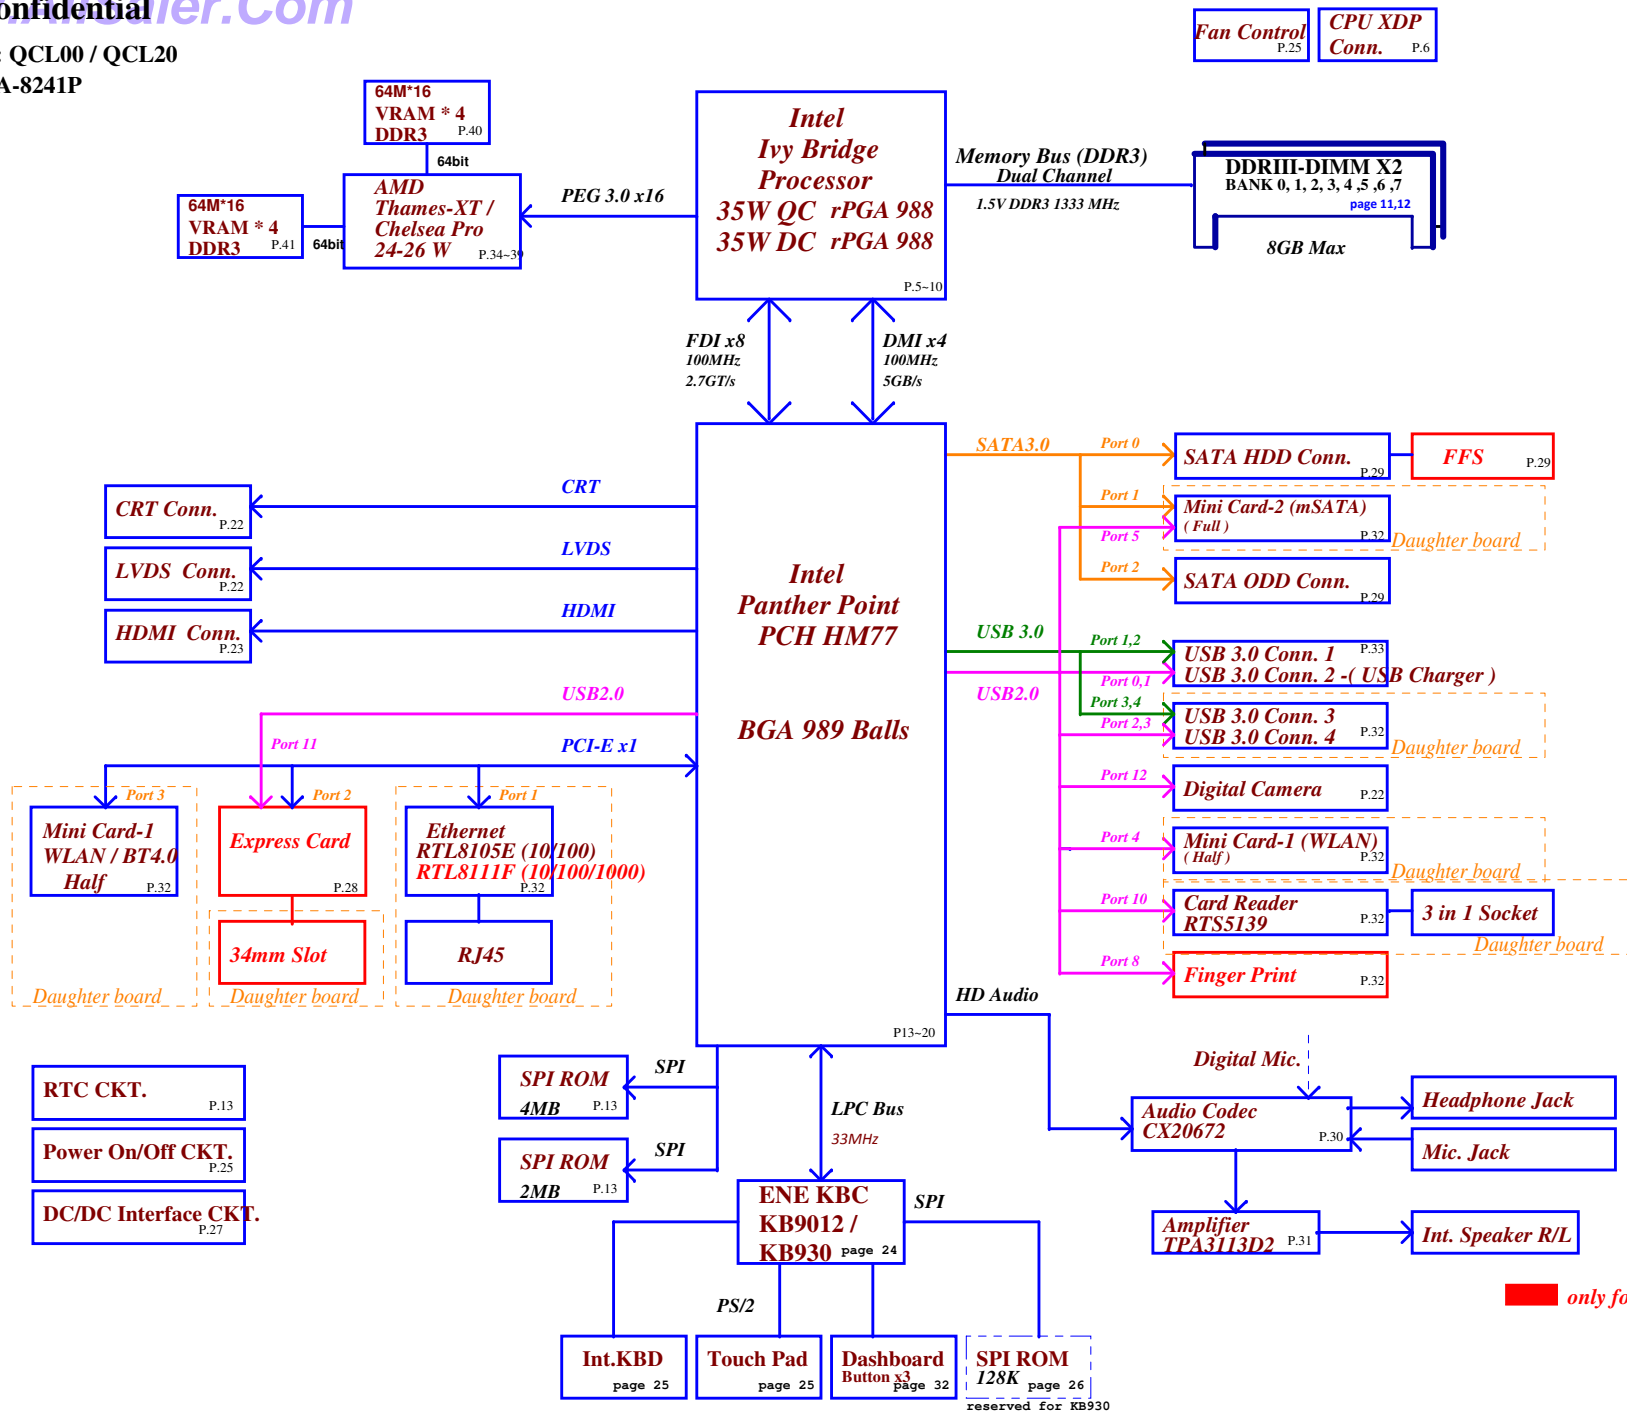 onfidential
.AliSaler.Com
: QCL00 / QCL20
A-8241P
Fan Control
P.25
CPU XDP
Conn.
P.6
64M*16
VRAM * 4
DDR3
P.40
64bit
64M*16
VRAM * 4
DDR3
P.41
64bit
AMD
Thames-XT /
Chelsea Pro
24-26 W
P.34~39
PEG 3.0 x16
Intel
Ivy Bridge
Processor
35W QC rPGA 988
35W DC rPGA 988
P.5~10
Memory Bus (DDR3)
Dual Channel
1.5V DDR3 1333 MHz
DDRIII-DIMM X2
BANK 0, 1, 2, 3, 4 ,5 ,6 ,7
page 11,12
8GB Max
FDI x8
100MHz
2.7GT/s
DMI x4
100MHz
5GB/s
Intel
Panther Point
PCH HM77
BGA 989 Balls
P13~20
CRT
CRT Conn.
P.22
LVDS
LVDS Conn.
P.22
HDMI
HDMI Conn.
P.23
USB2.0
Port 11
PCI-E x1
Port 3
Mini Card-1
WLAN / BT4.0
Half
P.32
Daughter board
Port 2
Express Card
P.28
34mm Slot
Daughter board
Port 1
Ethernet
RTL8105E (10/100)
RTL8111F (10/100/1000)
P.32
RJ45
Daughter board
SATA3.0
Port 0
SATA HDD Conn.
P.29
FFS
P.29
Port 1
Mini Card-2 (mSATA)
( Full )
P.32
Port 5
Daughter board
Port 2
SATA ODD Conn.
P.29
USB 3.0
Port 1,2
USB 3.0 Conn. 1
P.33
USB 3.0 Conn. 2 -( USB Charger )
USB2.0
Port 0,1
Port 3,4
USB 3.0 Conn. 3
Port 2,3
USB 3.0 Conn. 4
P.32
Daughter board
Port 12
Digital Camera
P.22
Port 4
Mini Card-1 (WLAN)
( Half )
P.32
Daughter board
Port 10
Card Reader
RTS5139
P.32
3 in 1 Socket
Daughter board
Port 8
Finger Print
P.32
HD Audio
Digital Mic.
Audio Codec
CX20672
P.30
Headphone Jack
Mic. Jack
Amplifier
TPA3113D2
P.31
Int. Speaker R/L
only fo
RTC CKT.
P.13
Power On/Off CKT.
P.25
DC/DC Interface CKT.
P.27
SPI ROM
4MB
P.13
SPI
SPI ROM
2MB
P.13
SPI
LPC Bus
33MHz
ENE KBC
KB9012 /
KB930
page 24
SPI
PS/2
Int.KBD
page 25
Touch Pad
page 25
Dashboard
Button x3
page 32
SPI ROM
128K
page 26
reserved for KB930